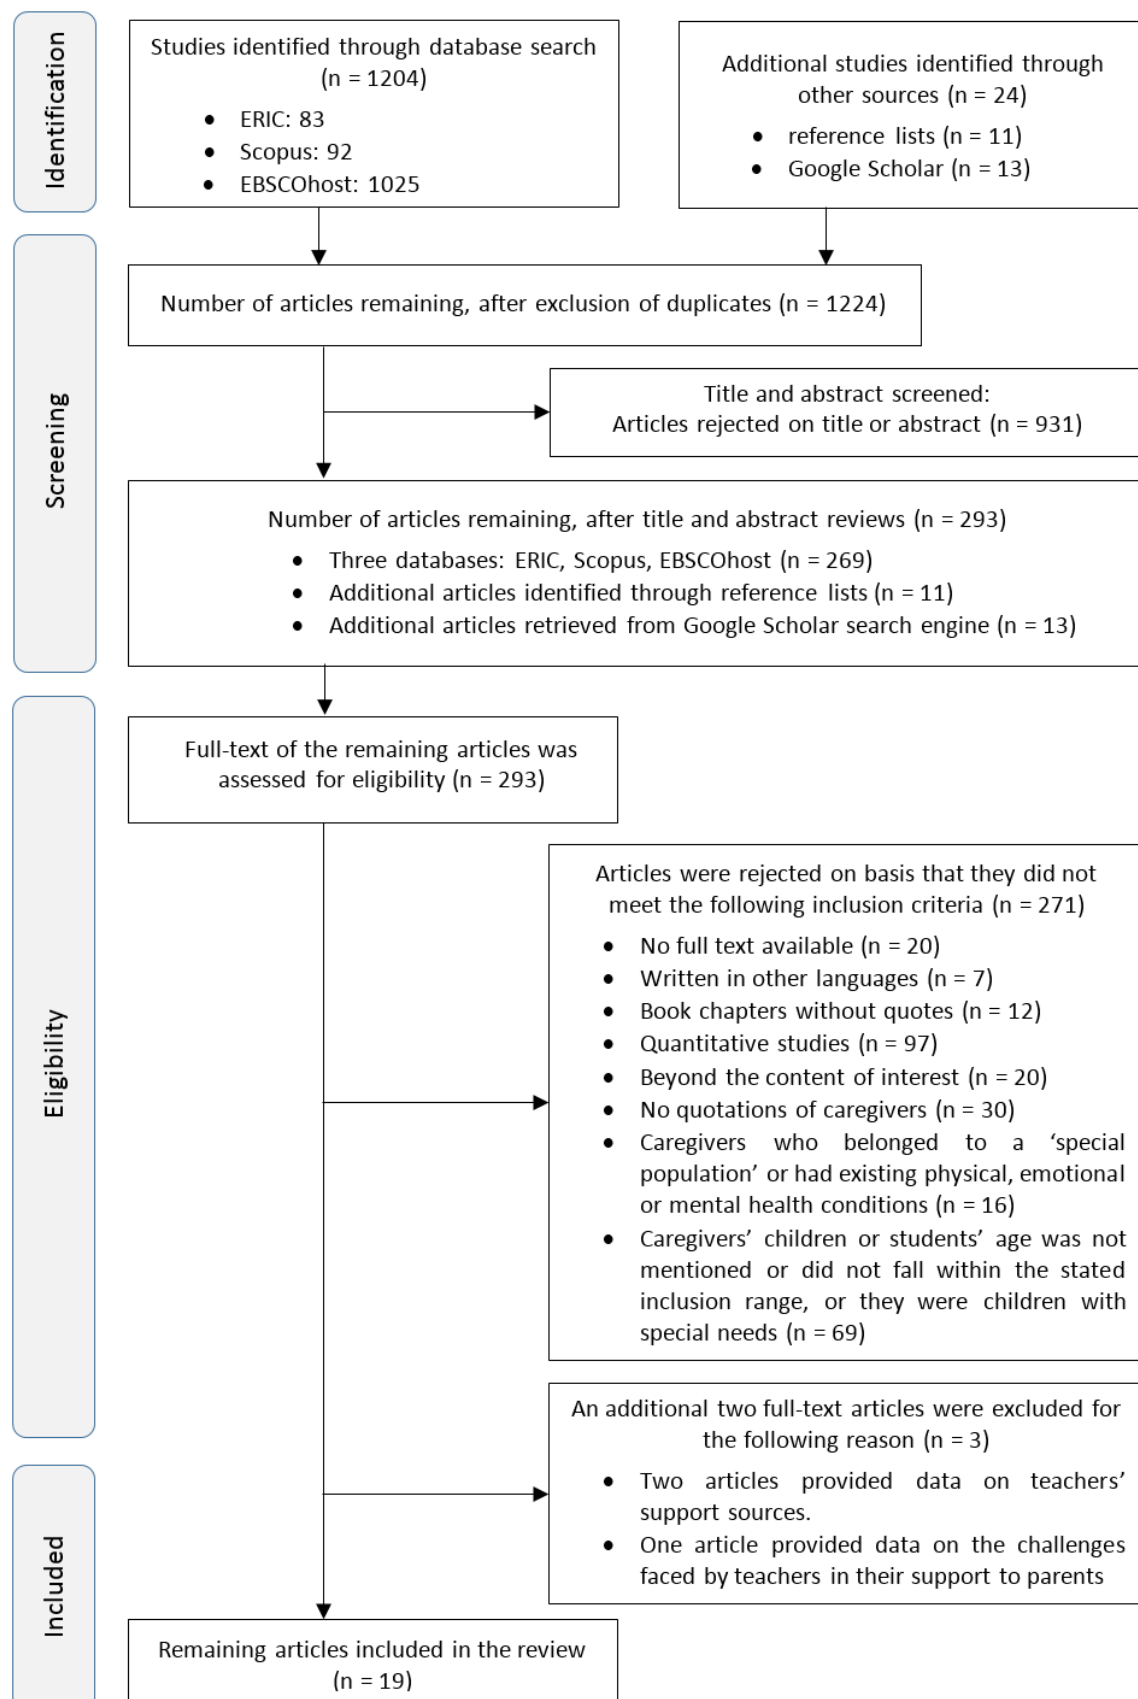 Identification
Studies identified through database search
(n = 1204)
• ERIC: 83
• Scopus: 92
• EBSCOhost: 1025
Additional studies identified through
other sources (n = 24)
• reference lists (n = 11)
• Google Scholar (n = 13)
Screening
Number of articles remaining, after exclusion of duplicates (n = 1224)
Title and abstract screened:
Articles rejected on title or abstract (n = 931)
Number of articles remaining, after title and abstract reviews (n = 293)
• Three databases: ERIC, Scopus, EBSCOhost (n = 269)
• Additional articles identified through reference lists (n = 11)
• Additional articles retrieved from Google Scholar search engine (n = 13)
Eligibility
Full-text of the remaining articles was
assessed for eligibility (n = 293)
Articles were rejected on basis that they did not
meet the following inclusion criteria (n = 271)
• No full text available (n = 20)
• Written in other languages (n = 7)
• Book chapters without quotes (n = 12)
• Quantitative studies (n = 97)
• Beyond the content of interest (n = 20)
• No quotations of caregivers (n = 30)
• Caregivers who belonged to a ‘special
population’ or had existing physical, emotional
or mental health conditions (n = 16)
• Caregivers’ children or students’ age was not
mentioned or did not fall within the stated
inclusion range, or they were children with
special needs (n = 69)
An additional two full-text articles were excluded for
the following reason (n = 3)
• Two articles provided data on teachers’
support sources.
• One article provided data on the challenges
faced by teachers in their support to parents
Included
Remaining articles included in the review
(n = 19)